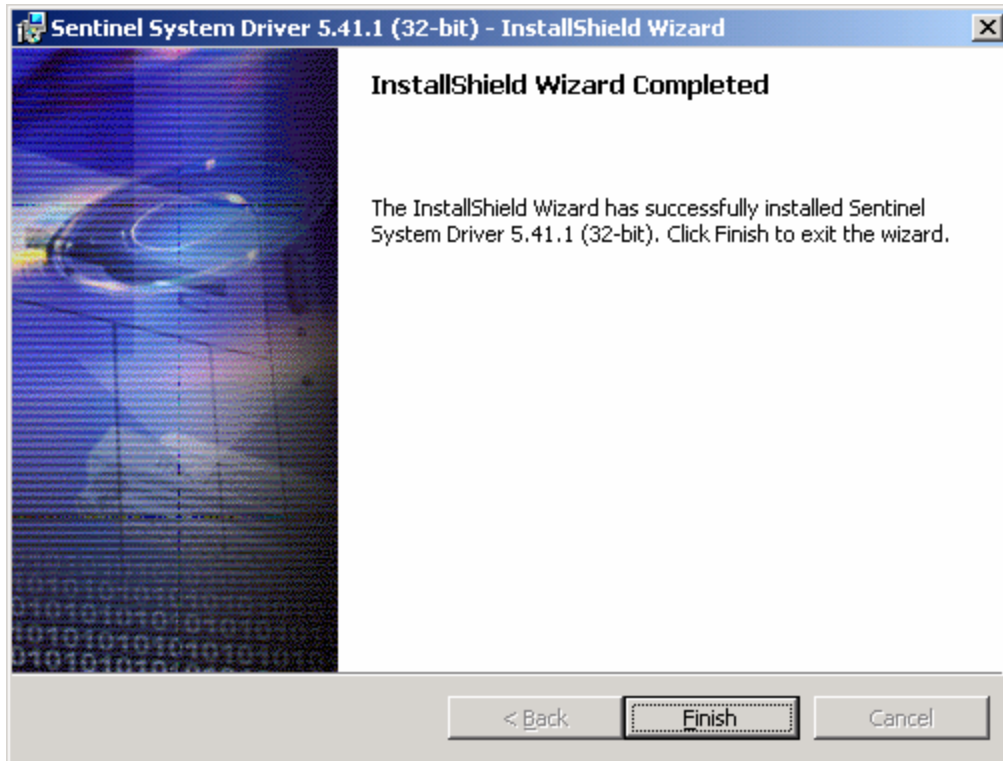 Sentinel System Driver 5.41.1 (32-bit) - InstallShield Wizard
InstallShield Wizard Completed
The InstallShield Wizard has successfully installed Sentinel
System Driver 5.41.1 (32-bit). Click Finish to exit the wizard.
< Back
Finish
Cancel